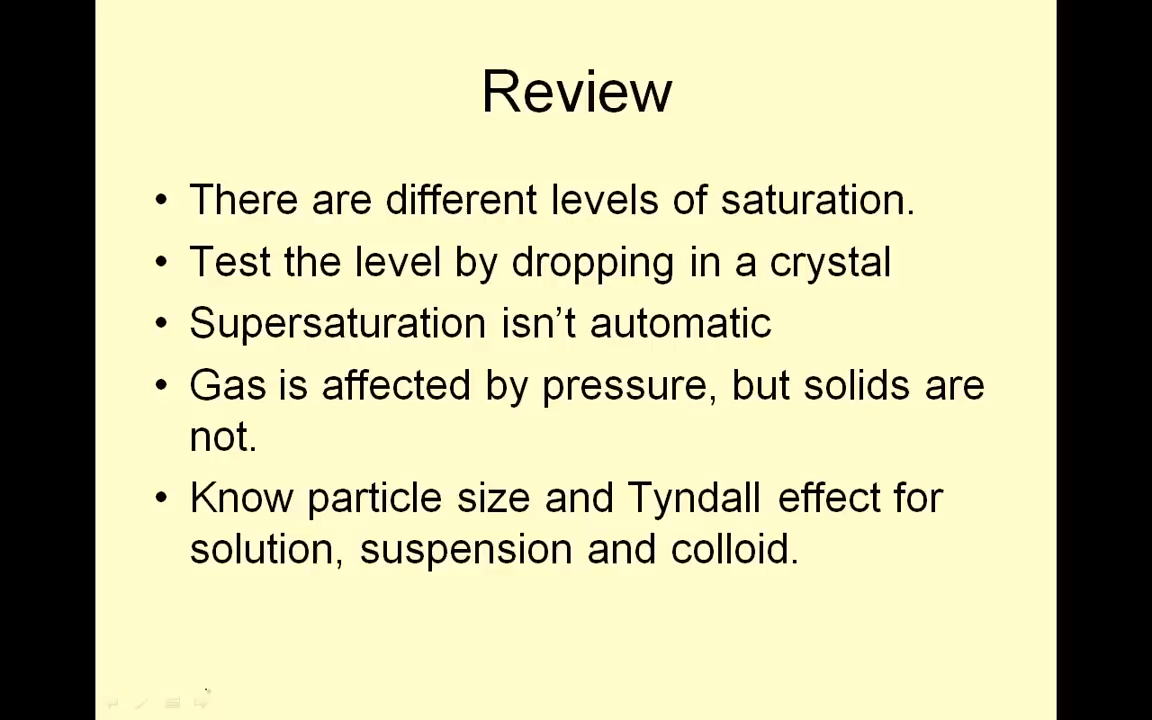 Review
• There are different levels of saturation.
• Test the level by dropping in a crystal
• Supersaturation isn’t automatic
• Gas is affected by pressure, but solids are
not.
• Know particle size and Tyndall effect for
solution, suspension and colloid.